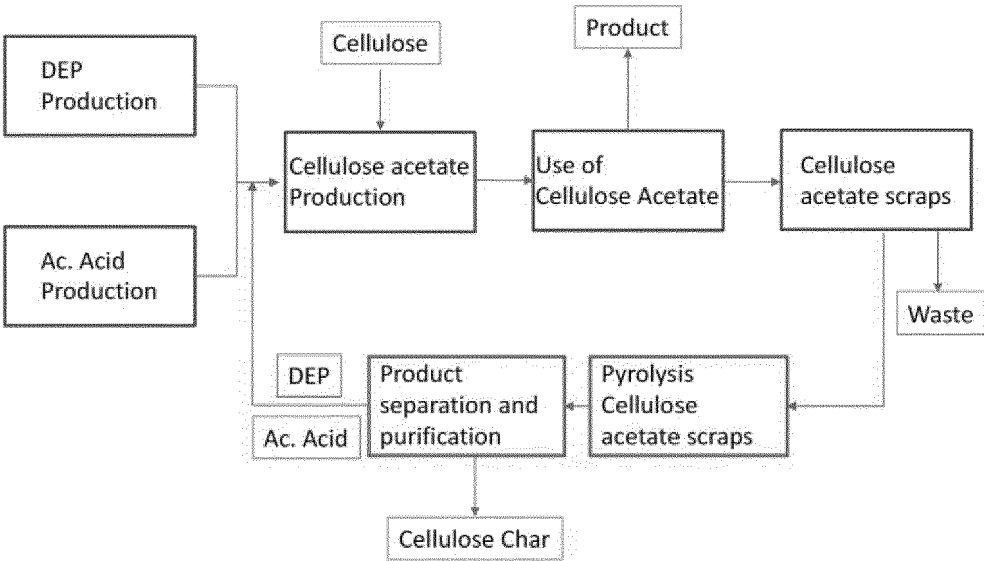 Cellulose
Product
DEP
Production
Cellulose acetate
Production
Use of
Cellulose Acetate
Cellulose
acetate scraps
Ac. Acid
Production
Waste
DEP
Ac. Acid
Product
separation and
purification
Pyrolysis
Cellulose
acetate scraps
Cellulose Char